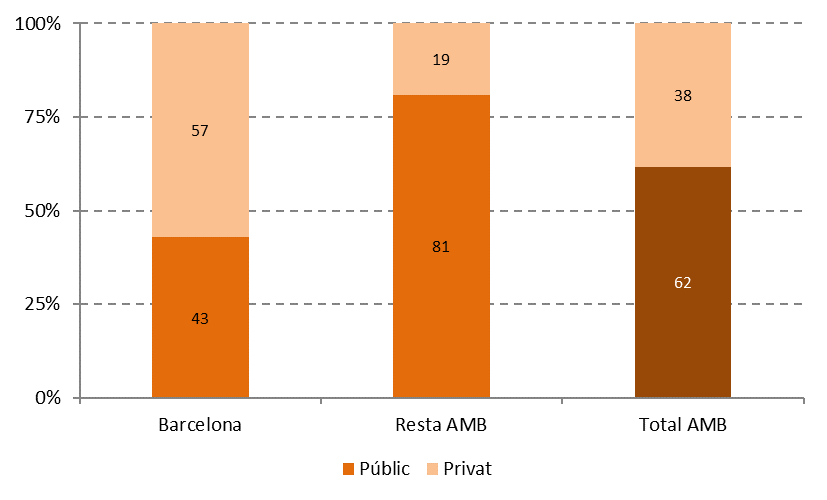 100%
75%
50%
25%
0%
57
43
19
81
38
62
Barcelona
Resta AMB
Total AMB
Públic
Privat